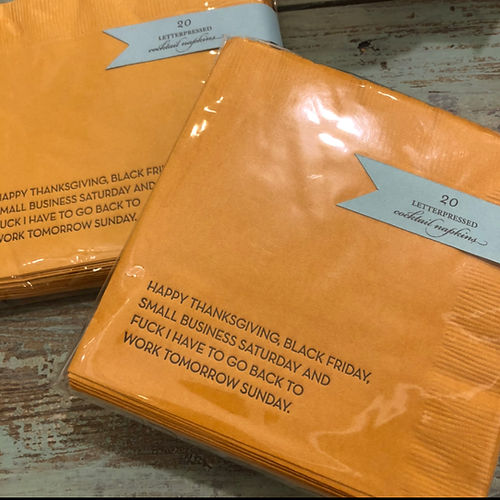 20
LETTERPRESSED
cocktail napkins
HAPPY THANKSGIVING, BLACK FRI
SMALL BUSINESS SATURDAY AND
FUCK I HAVE TO GO BACK TO
WORK TOMORROW SUNDAY.
20
LETTERPRESSED
cocktail napkins
HAPPY THANKSGIVING, BLACK FRIDAY,
SMALL BUSINESS SATURDAY AND
FUCK I HAVE TO GO BACK TO
WORK TOMORROW SUNDAY.